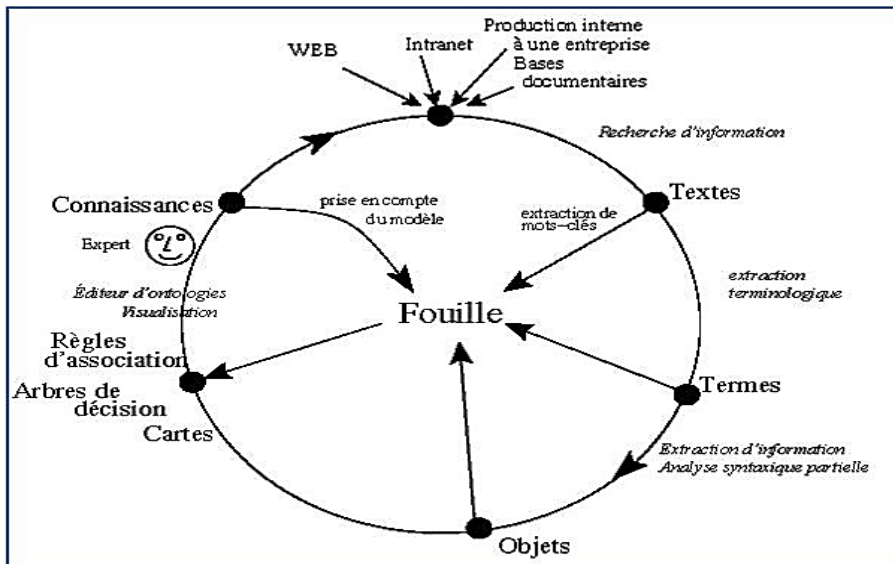 Production interne
à une entreprise
Bases
documentaires
WEB
Intranet
Recherche d'information
Connaissances
prise en compte
du modèle
extraction de
mots-clés
Textes
Expert
extraction
terminologique
Éditeur d'ontologies
Visualisation
Fouille
Règles
d'association
Arbres de
décision
Cartes
Termes
Extraction d'information
Analyse syntaxique partielle
Objets